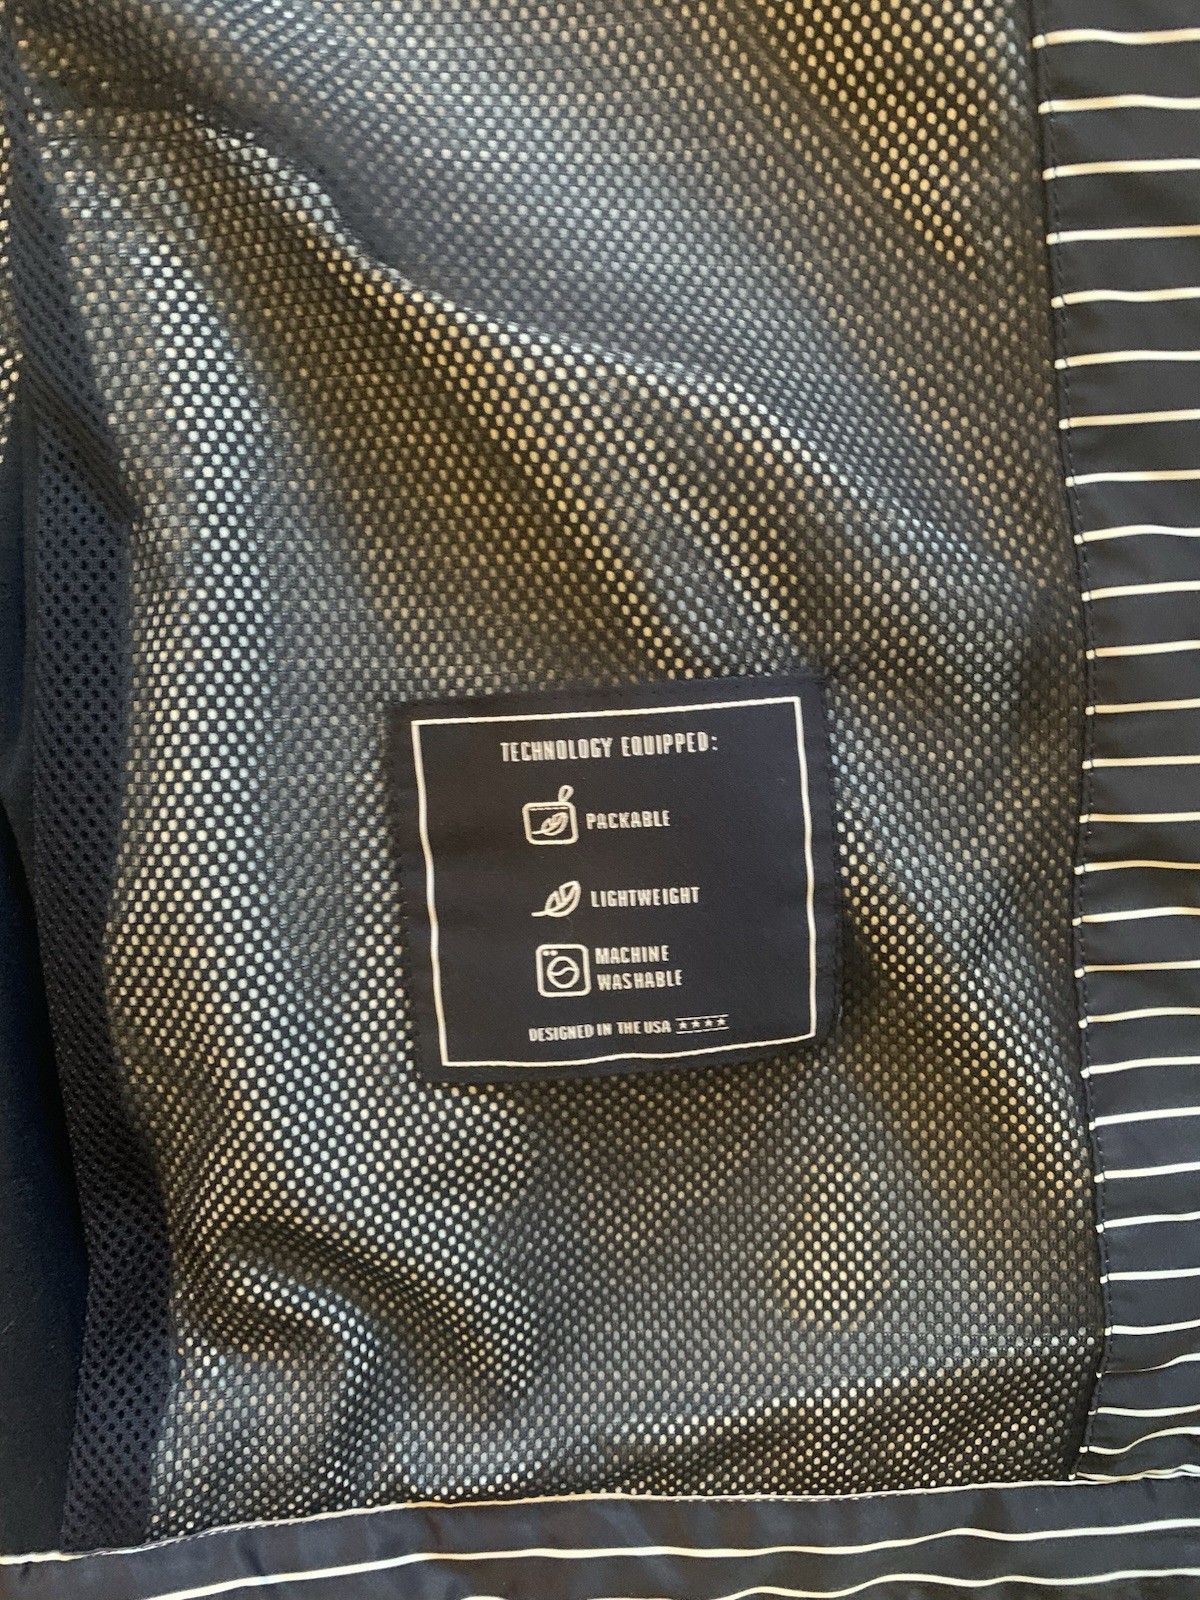 TECHNOLOGY EQUIPPED:
PACKABLE
LIGHTWEIGHT
MACHINE
WASHABLE
DESIGNED IN THE USA ★★★★